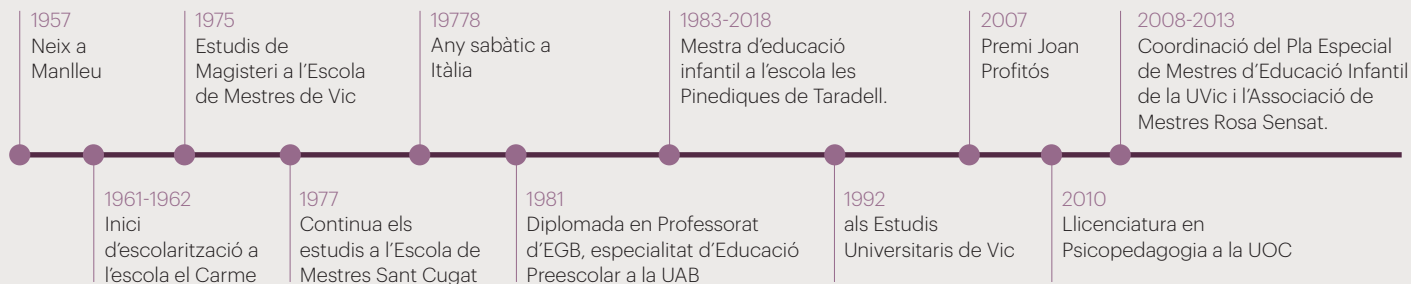 1957
Neix a
Manlleu
1961-1962
Inici
d'escolarització a
l'escola el Carme
1975
Estudis de
Magisteri a l'Escola
de Mestres de Vic
1977
Continua els
estudis a l'Escola de
Mestres Sant Cugat
19778
Any sabàtic a
Itàlia
1981
Diplomada en Professorat
d'EGB, especialitat d'Educació
Preescolar a la UAB
1983-2018
Mestra d'educació
infantil a l'escola les
Pinediques de Taradell.
1992
als Estudis
Universitaris de Vic
2007
Premi Joan
Profitós
2010
Llicenciatura en
Psicopedagogia a la UOC
2008-2013
Coordinació del Pla Especial
de Mestres d'Educació Infantil
de la UVic i l'Associació de
Mestres Rosa Sensat.